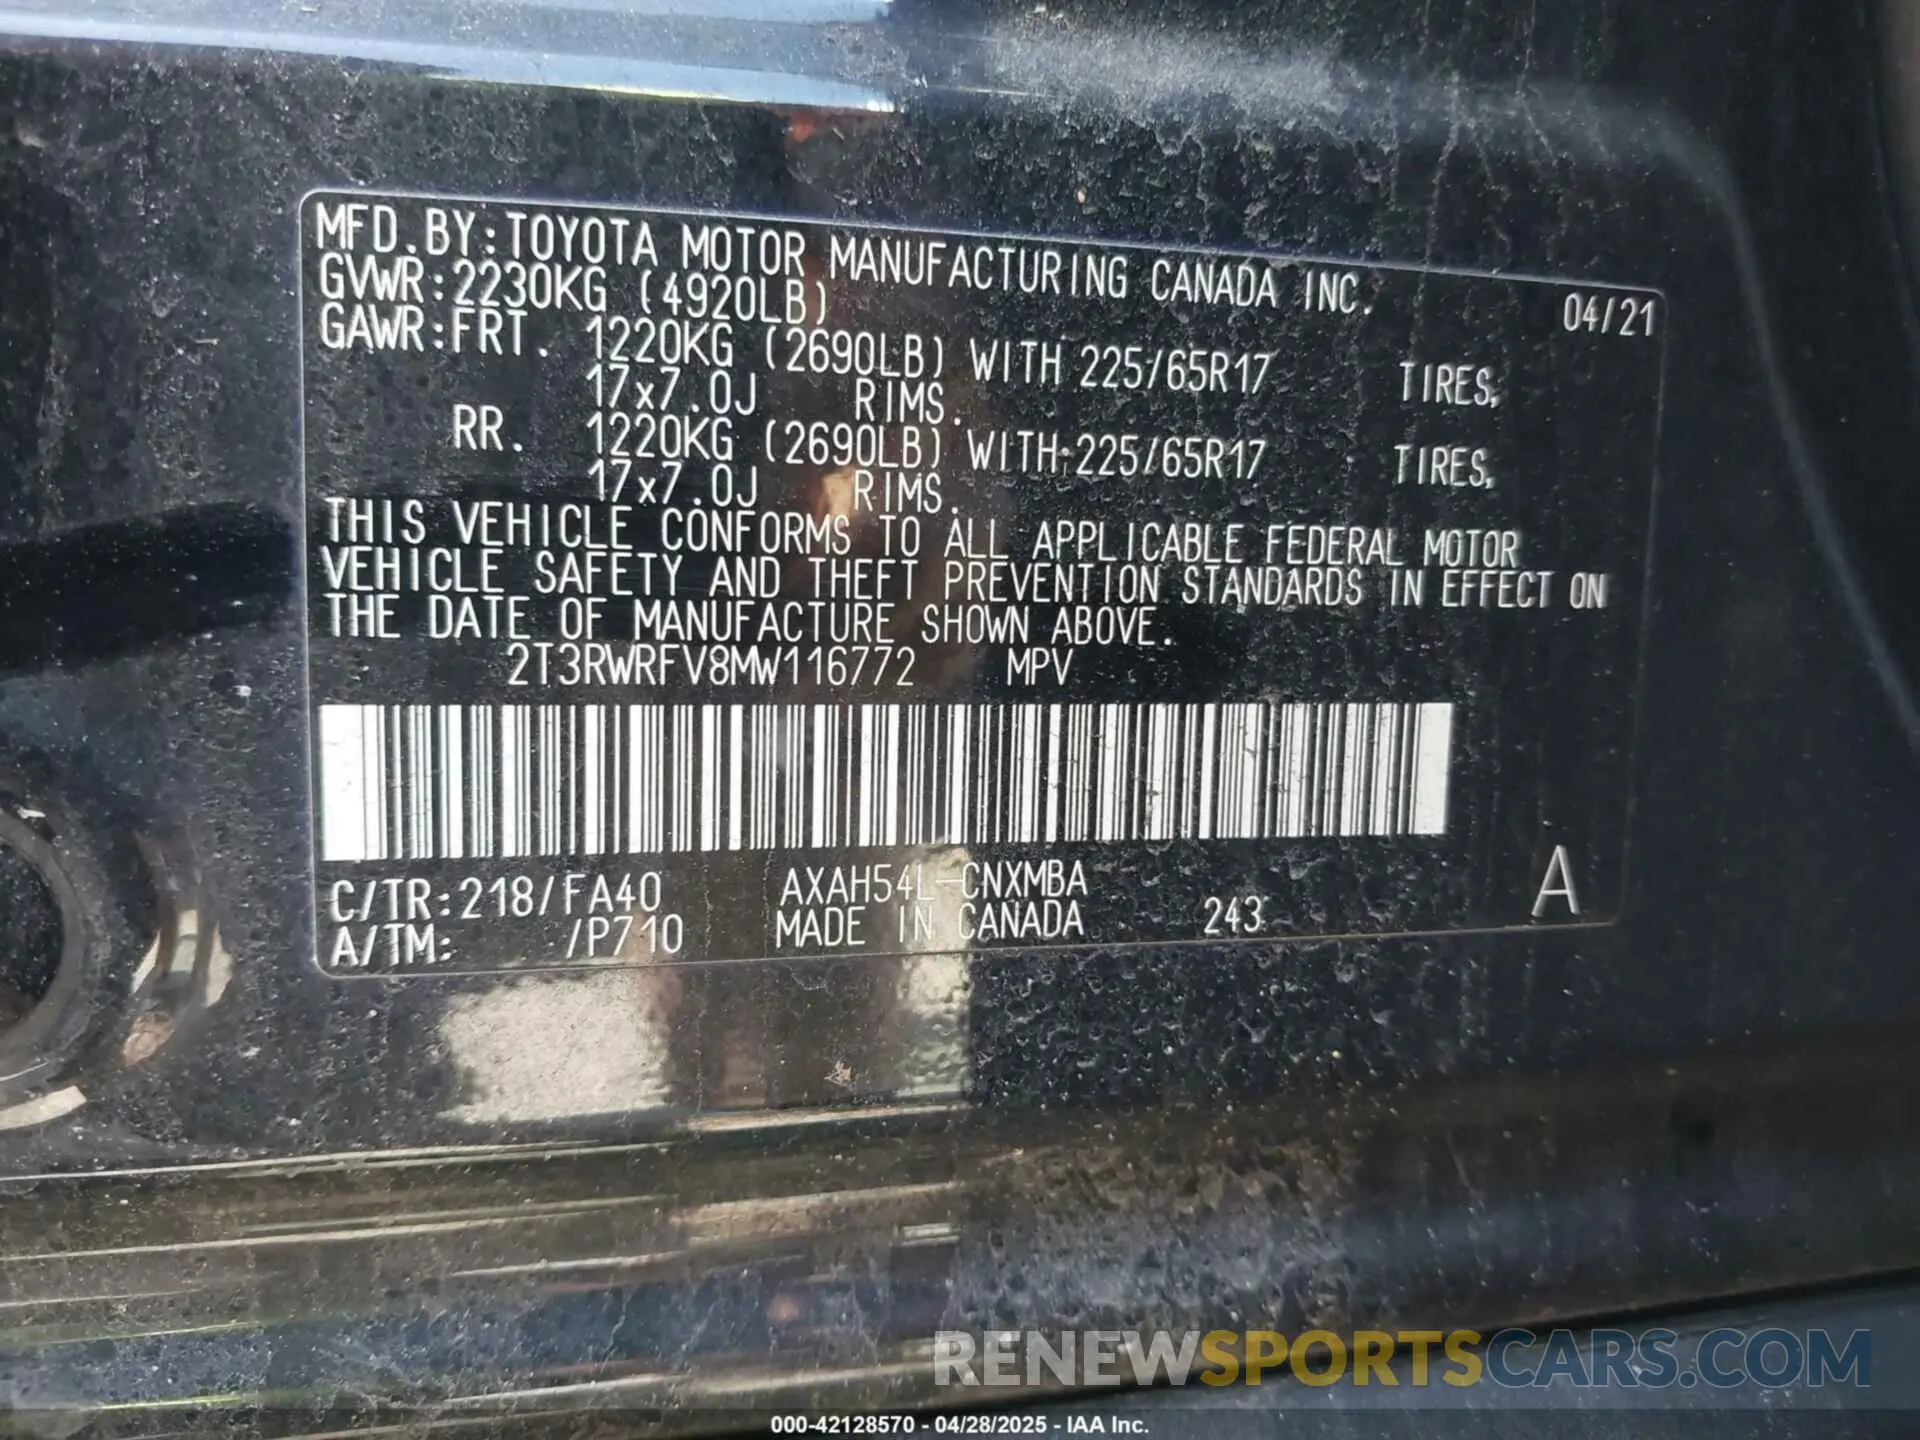 MFD.BY:TOYOTA MOTOR MANUFACTURING CANADA INC. 04/21
GVWR:2230KG (4920LB)
GAWR:FRT. 1220KG (2690LB) WITH 225/65R17 TIRES,
17x7.0J RIMS.
RR. 1220KG (2690LB) WITH 225/65R17 TIRES,
17x7.0J RIMS.
THIS VEHICLE CONFORMS TO ALL APPLICABLE FEDERAL MOTOR
VEHICLE SAFETY AND THEFT PREVENTION STANDARDS IN EFFECT ON
THE DATE OF MANUFACTURE SHOWN ABOVE.
2T3RWRFV8MW116772 MPV
C/TR:218/FA40 AXAH54L-CNXMBA
A/TM: /P710 MADE IN CANADA 243 A
RENEWSPORTSCARS.COM
000-42128570 - 04/28/2025 - IAA Inc.